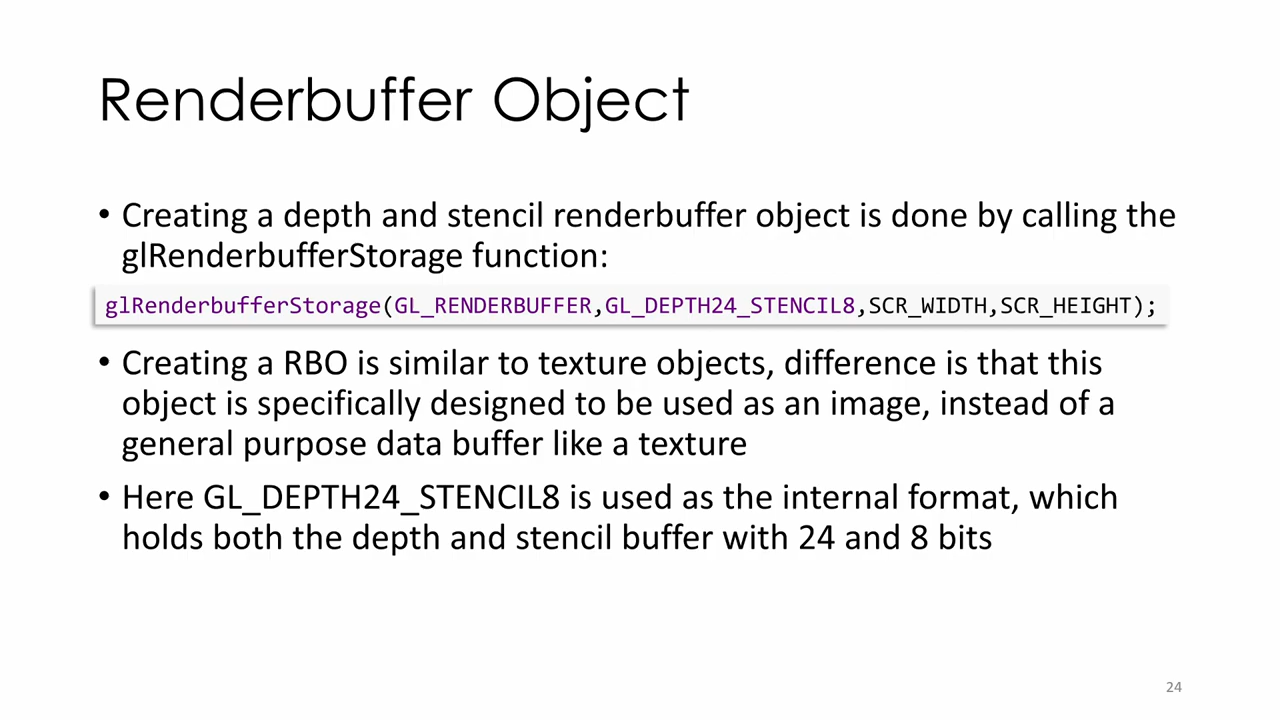 Renderbuffer Object
• Creating a depth and stencil renderbuffer object is done by calling the
glRenderbufferStorage function:
glRenderbufferStorage(GL_RENDERBUFFER,GL_DEPTH24_STENCIL8,SCR_WIDTH,SCR_HEIGHT);
• Creating a RBO is similar to texture objects, difference is that this
object is specifically designed to be used as an image, instead of a
general purpose data buffer like a texture
• Here GL_DEPTH24_STENCIL8 is used as the internal format, which
holds both the depth and stencil buffer with 24 and 8 bits
24